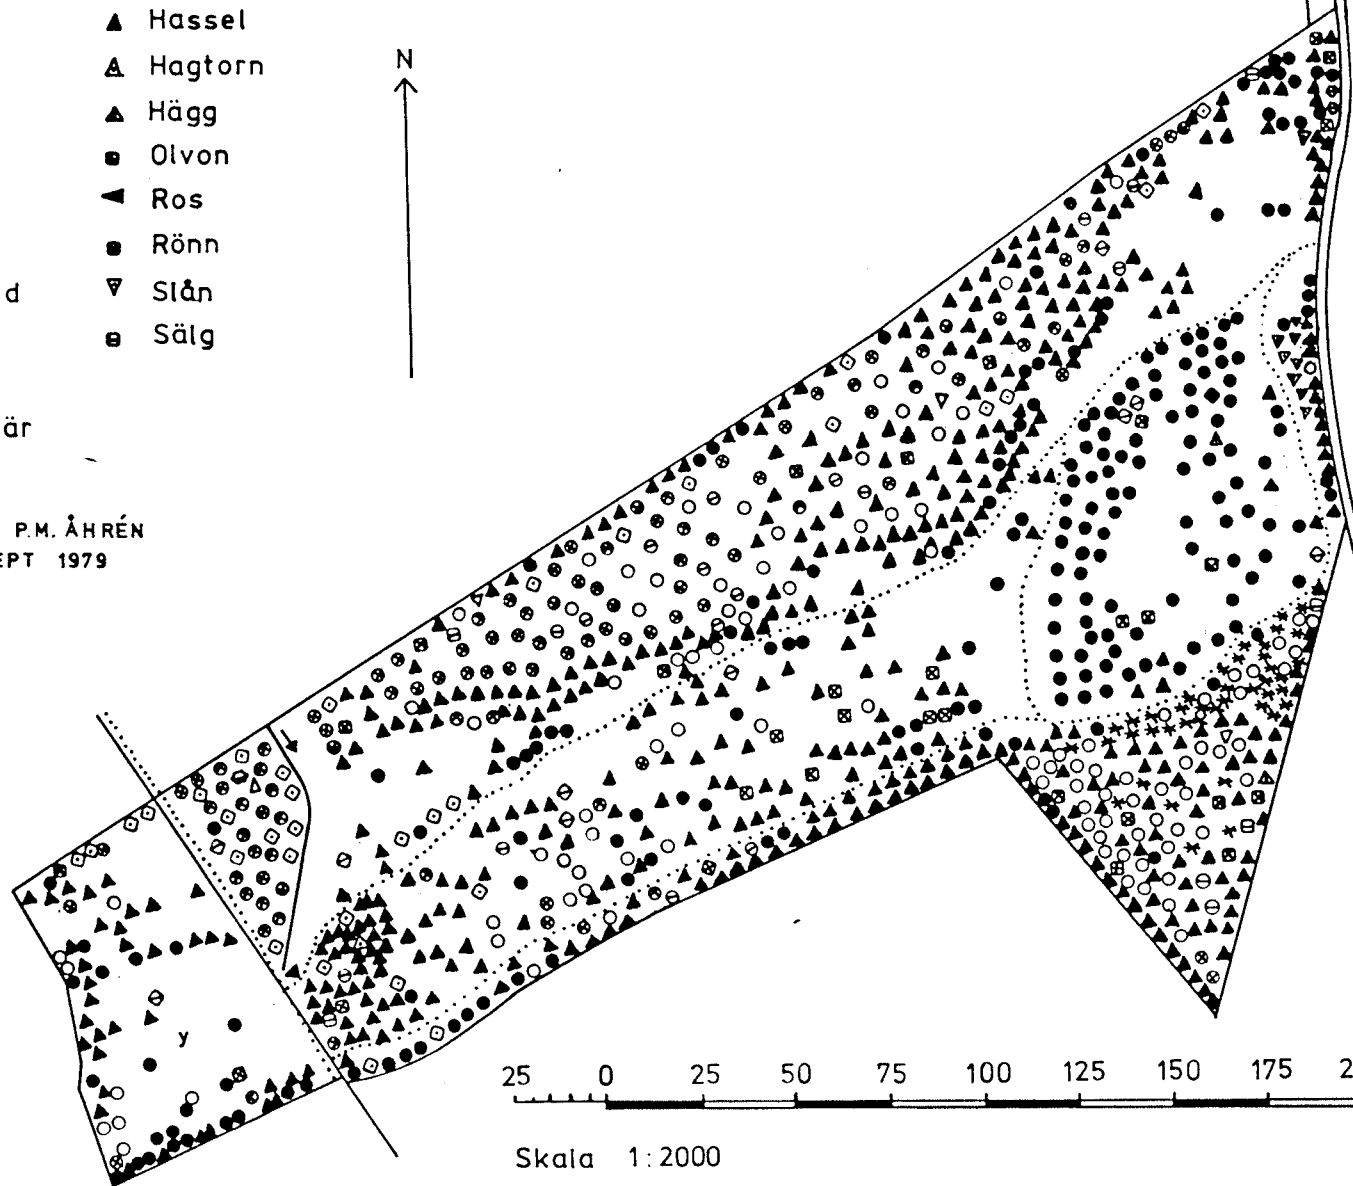 Hassel
Hagtorn
Hägg
Olvon
Ros
Rönn
d Slån
Sälg
är
P.M. ÅHRÉN
EPT 1979
N
y
25 0 25 50 75 100 125 150 175 2
Skala 1:2000